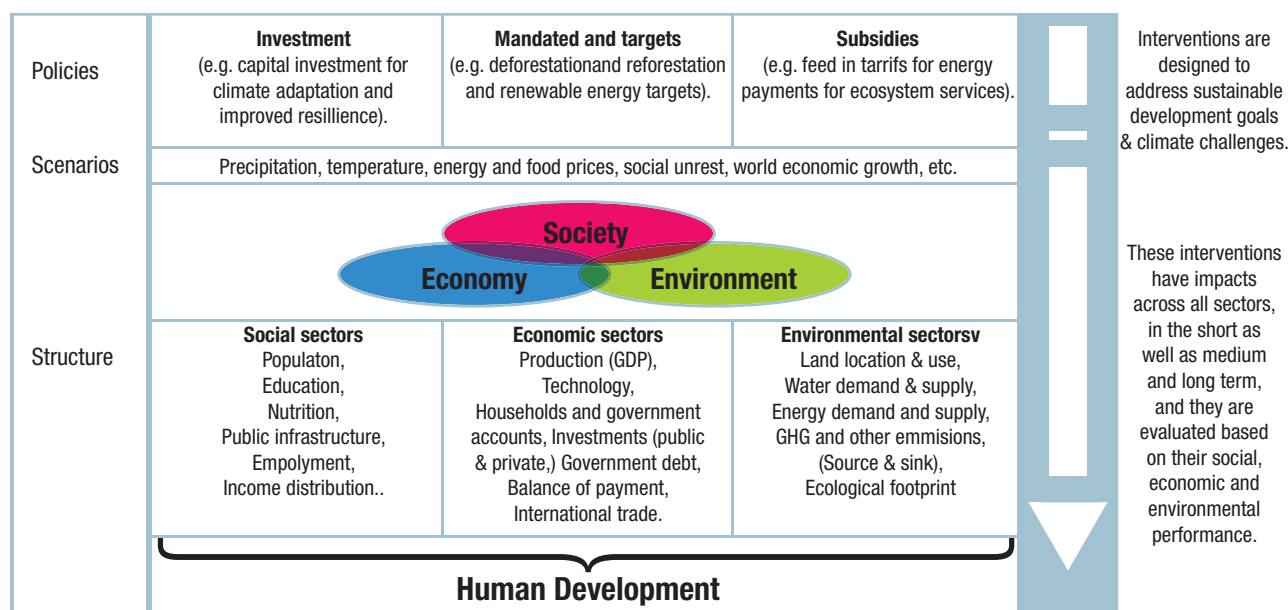 Policies
Investment
(e.g. capital investment for
climate adaptation and
improved resillience).
Mandated and targets
(e.g. deforestationand reforestation
and renewable energy targets).
Subsidies
(e.g. feed in tarrifs for energy
payments for ecosystem services).
Interventions are
designed to
address sustainable
development goals
& climate challenges.
Scenarios
Precipitation, temperature, energy and food prices, social unrest, world economic growth, etc.
Society
Economy
Environment
Structure
Social sectors
Populaton,
Education,
Nutrition,
Public infrastructure,
Empolyment,
Income distribution..
Economic sectors
Production (GDP),
Technology,
Households and government
accounts, Investments (public
& private,) Government debt,
Balance of payment,
International trade.
Environmental sectorsv
Land location & use,
Water demand & supply,
Energy demand and supply,
GHG and other emmisions,
(Source & sink),
Ecological footprint
These interventions
have impacts
across all sectors,
in the short as
well as medium
and long term,
and they are
evaluated based
on their social,
economic and
environmental
performance.
Human Development